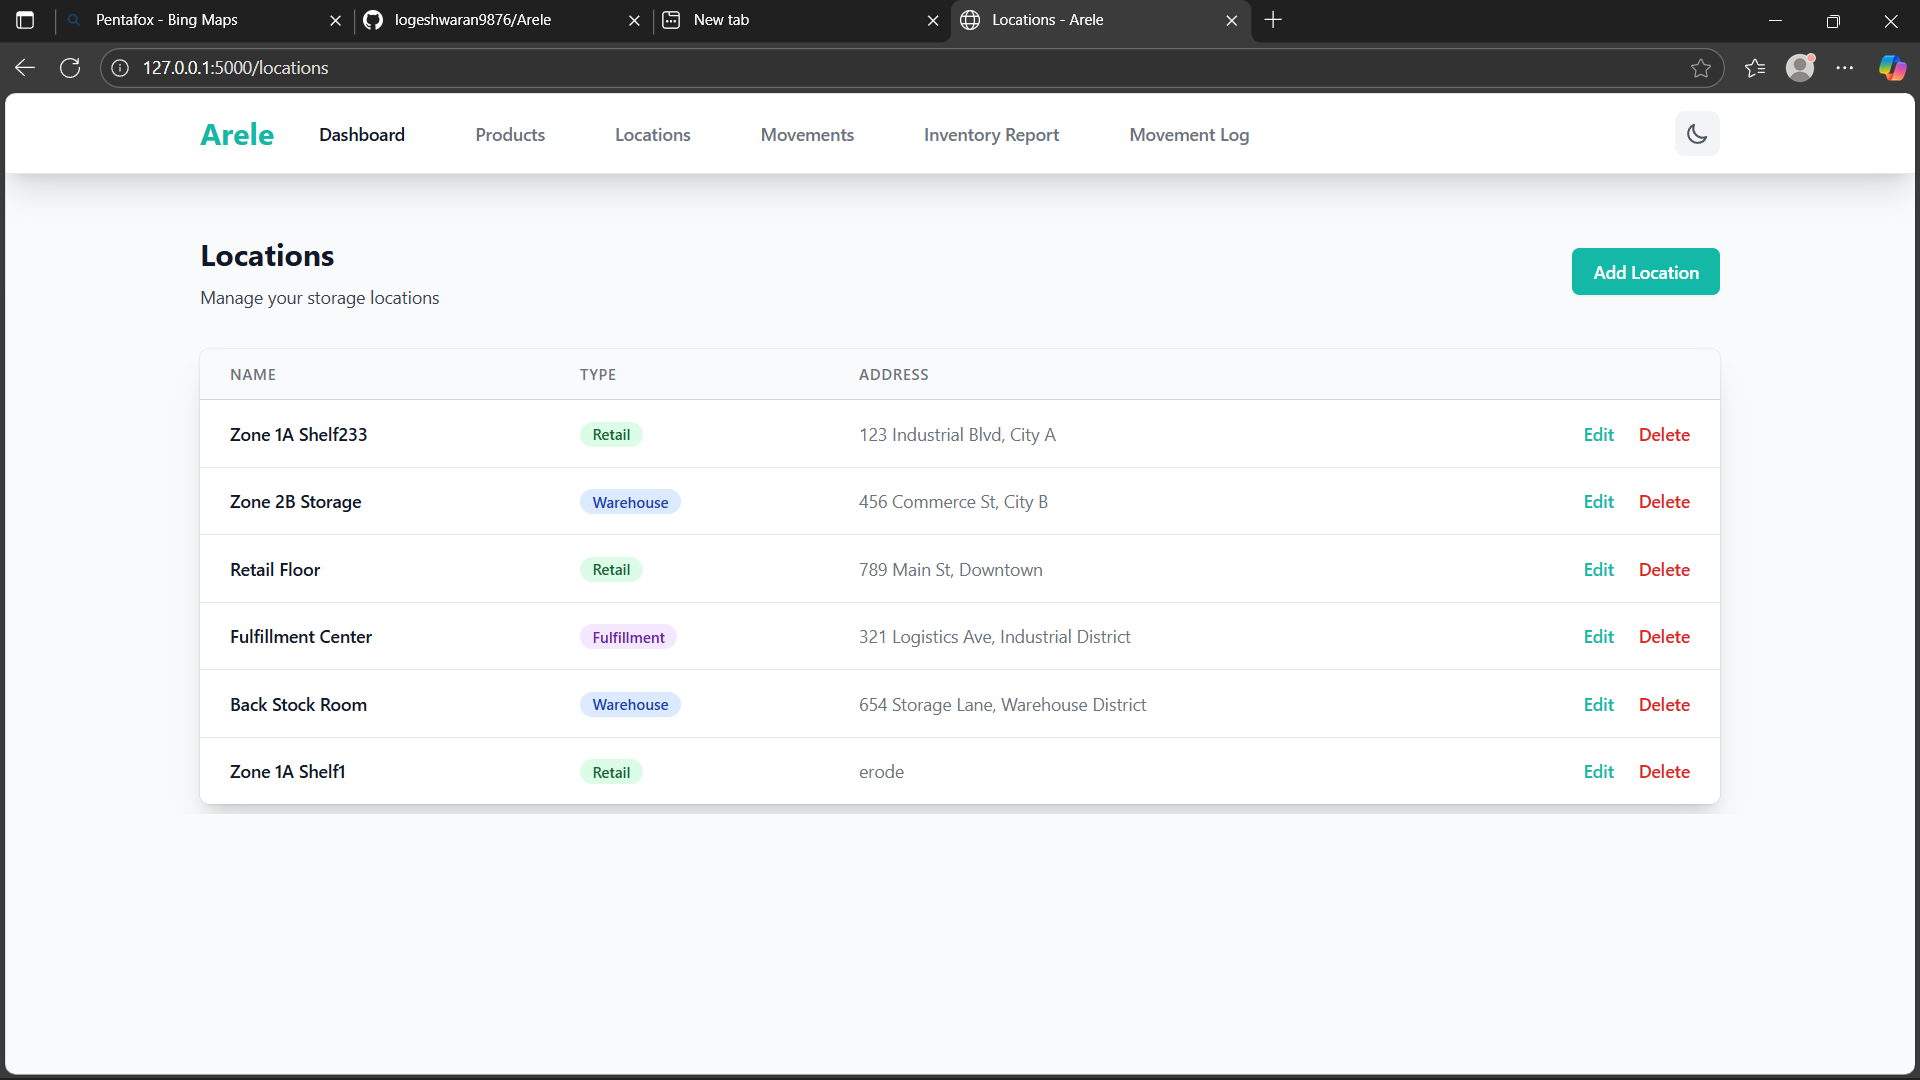 Pentafox - Bing Maps
logeshwaran9876/Arele
New tab
Locations - Arele
127.0.0.1:5000/locations
Arele
Dashboard
Products
Locations
Movements
Inventory Report
Movement Log
Locations
Manage your storage locations
Add Location
NAME TYPE ADDRESS
Zone 1A Shelf233 Retail 123 Industrial Blvd, City A Edit Delete
Zone 2B Storage Warehouse 456 Commerce St, City B Edit Delete
Retail Floor Retail 789 Main St, Downtown Edit Delete
Fulfillment Center Fulfillment 321 Logistics Ave, Industrial District Edit Delete
Back Stock Room Warehouse 654 Storage Lane, Warehouse District Edit Delete
Zone 1A Shelf1 Retail erode Edit Delete